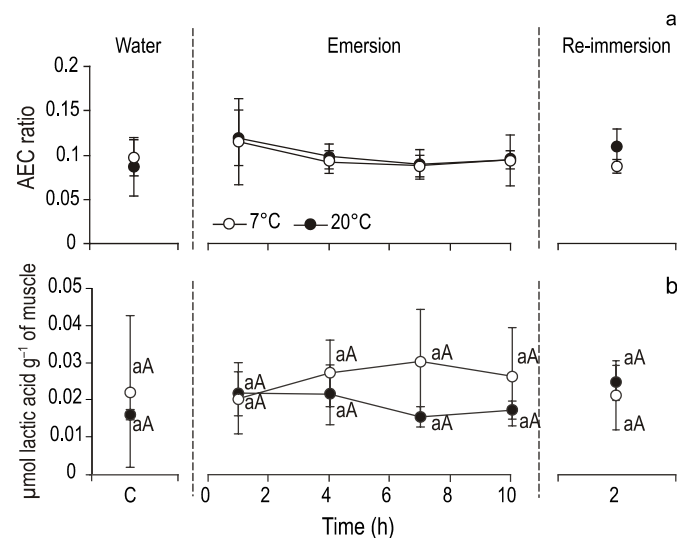 a
Water Emersion Re-immersion
0.2
0.15
0.1
0.05
0
AEC ratio
7°C 20°C
b
0.05
0.04
0.03
0.02
0.01
0
µmol lactic acid g⁻¹ of muscle
aA
aA
aA
aA
aA
aA
aA
aA
aA
aA
aA
aA
C 0 2 4 6 8 10 2
Time (h)